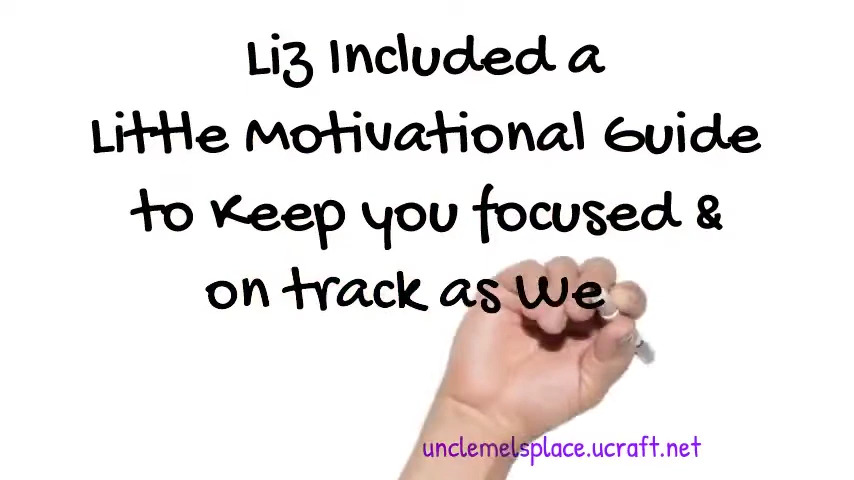 Liz Included a
Little Motivational Guide
to Keep you focused &
on track as We
unclemelsplace.ucraft.net